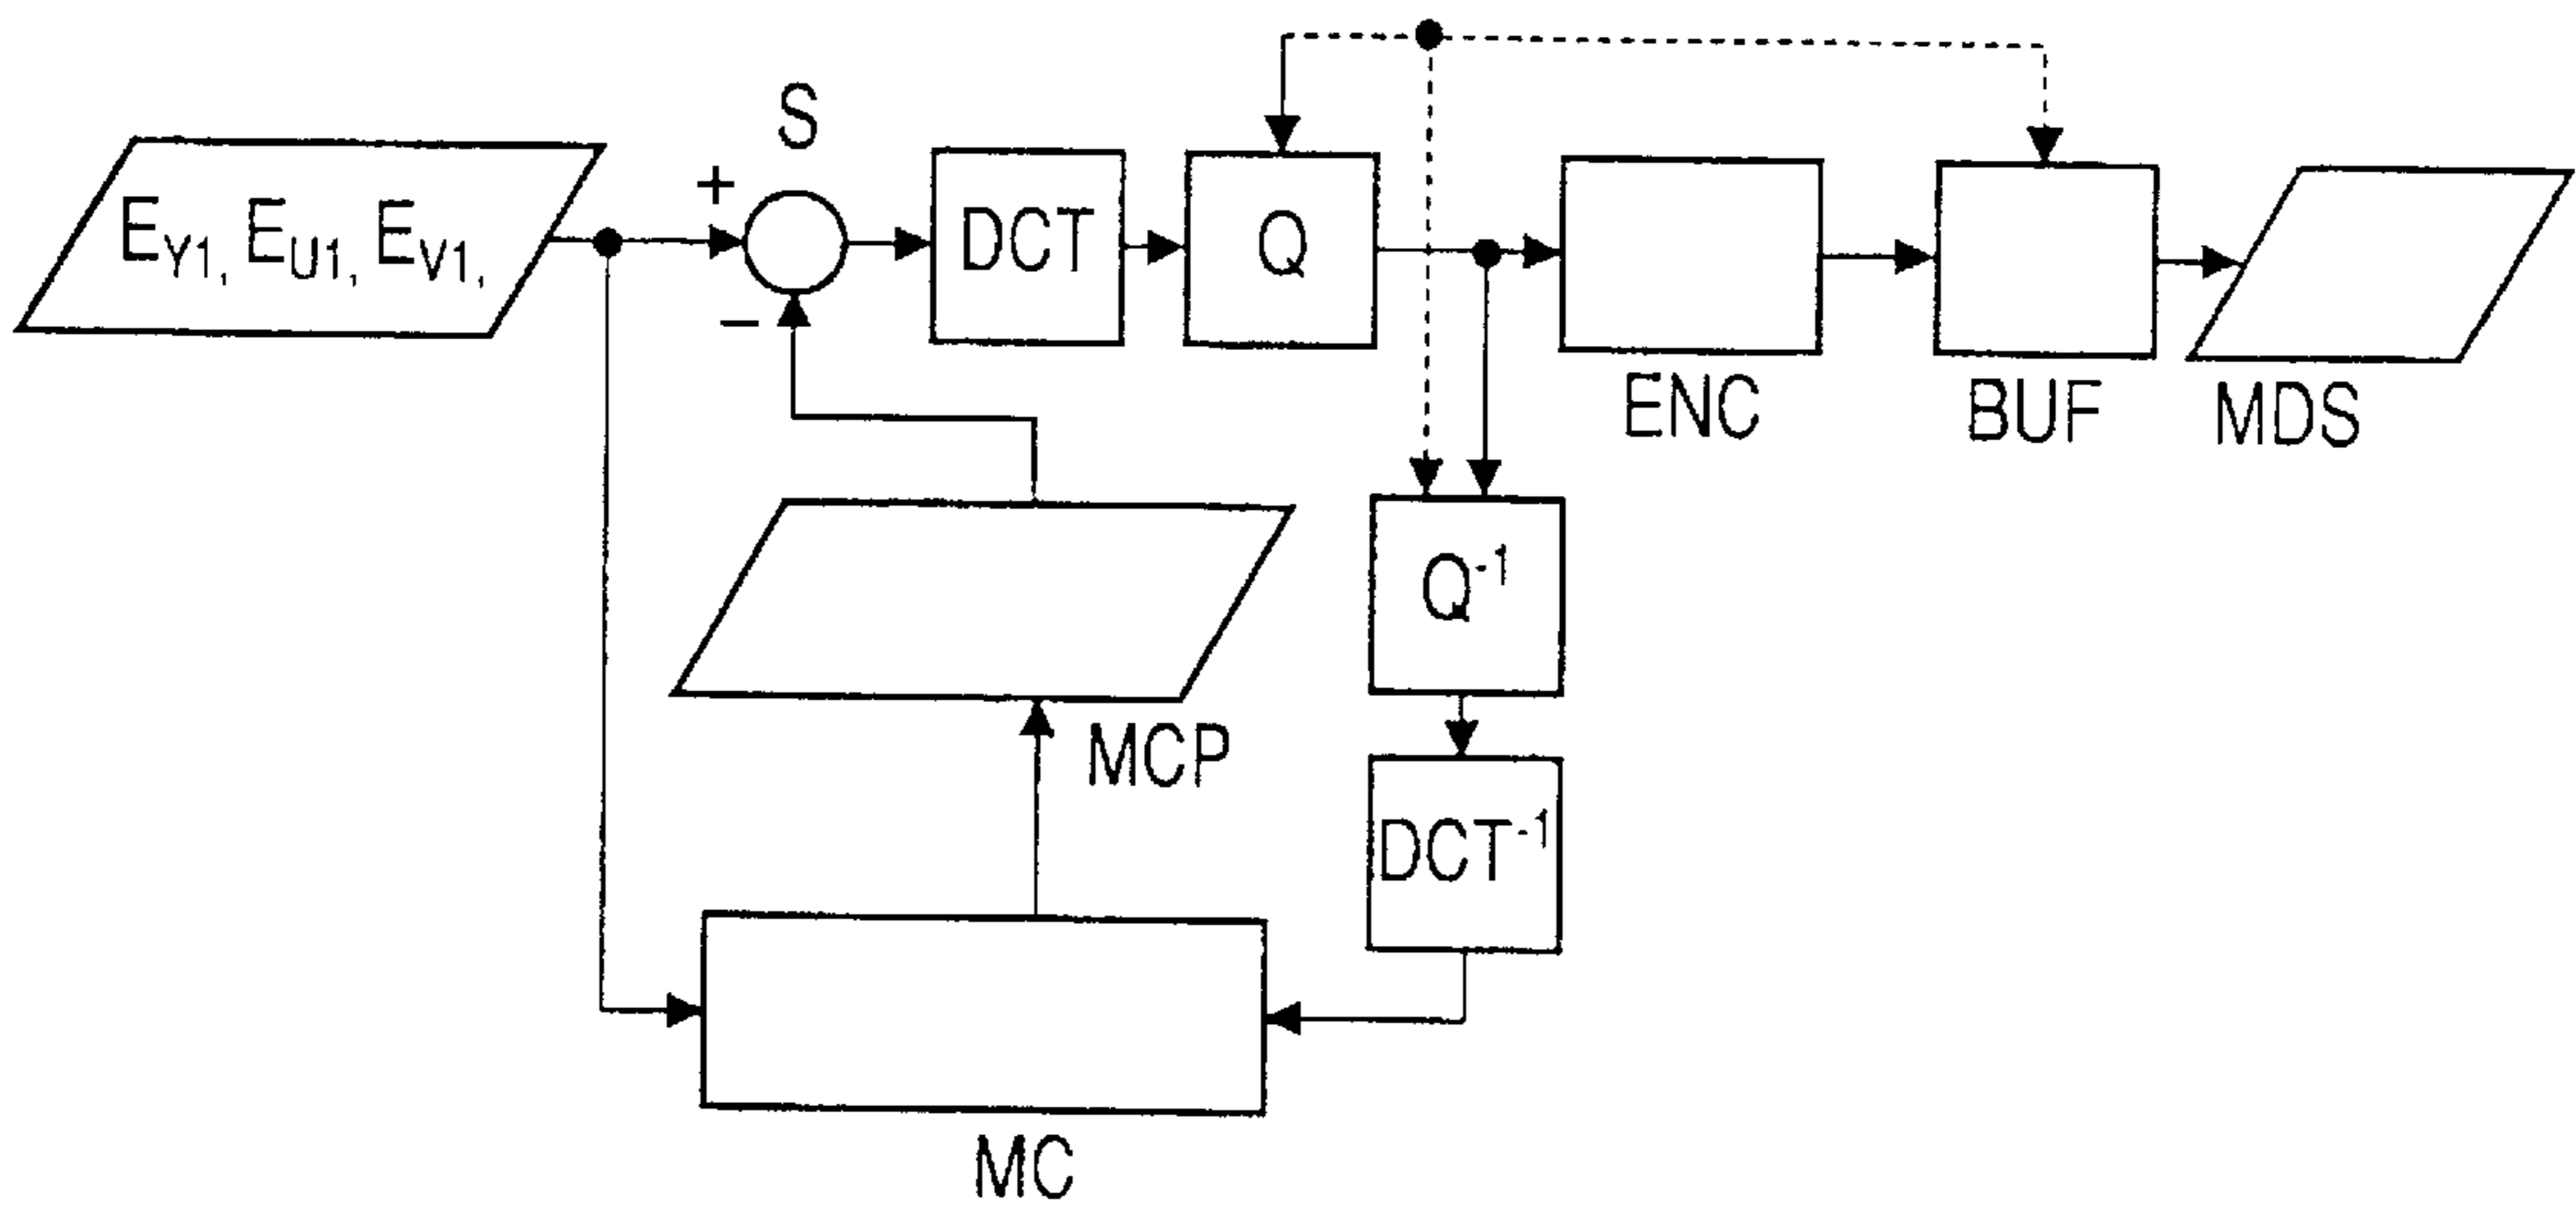 S
+
E_Y1, E_U1, E_V1,
DCT
Q
−
ENC
BUF
MDS
Q^-1
MCP
DCT^-1
MC